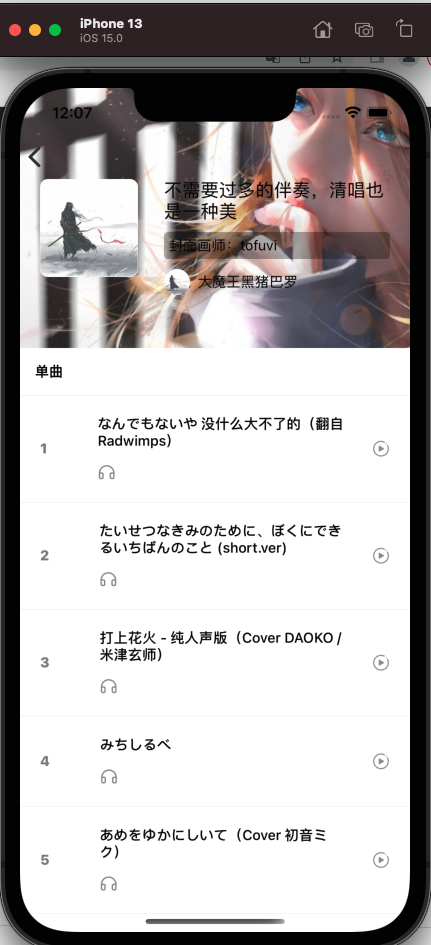 iPhone 13
iOS 15.0
12:07
不需要过多的伴奏，清唱也
是一种美
封面画师：tofuvi
大魔王黑猪巴罗
单曲
1
なんでもないや 没什么大不了的（翻自
Radwimps）
2
たいせつなきみのために、ぼくにでき
るいちばんのこと (short.ver)
3
打上花火 - 纯人声版（Cover DAOKO /
米津玄师）
4
みちしるべ
5
あめをゆかにしいて（Cover 初音ミ
ク）